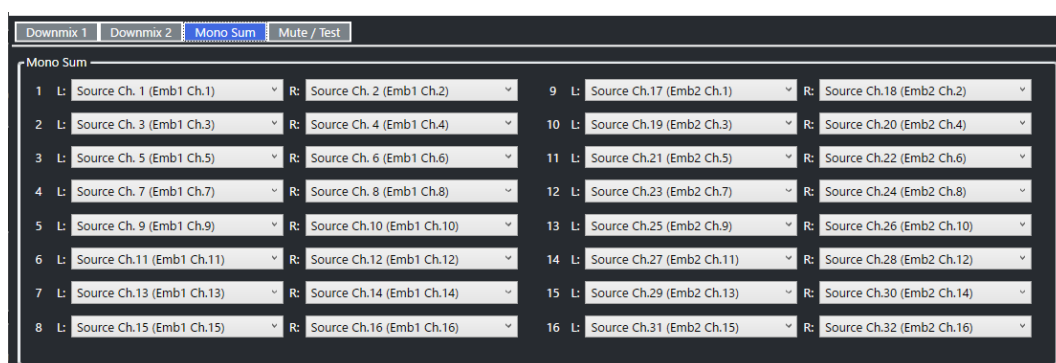 Downmix 1 Downmix 2 Mono Sum Mute / Test
Mono Sum
1 L: Source Ch. 1 (Emb1 Ch.1) R: Source Ch. 2 (Emb1 Ch.2) 9 L: Source Ch.17 (Emb2 Ch.1) R: Source Ch.18 (Emb2 Ch.2)
2 L: Source Ch. 3 (Emb1 Ch.3) R: Source Ch. 4 (Emb1 Ch.4) 10 L: Source Ch.19 (Emb2 Ch.3) R: Source Ch.20 (Emb2 Ch.4)
3 L: Source Ch. 5 (Emb1 Ch.5) R: Source Ch. 6 (Emb1 Ch.6) 11 L: Source Ch.21 (Emb2 Ch.5) R: Source Ch.22 (Emb2 Ch.6)
4 L: Source Ch. 7 (Emb1 Ch.7) R: Source Ch. 8 (Emb1 Ch.8) 12 L: Source Ch.23 (Emb2 Ch.7) R: Source Ch.24 (Emb2 Ch.8)
5 L: Source Ch. 9 (Emb1 Ch.9) R: Source Ch.10 (Emb1 Ch.10) 13 L: Source Ch.25 (Emb2 Ch.9) R: Source Ch.26 (Emb2 Ch.10)
6 L: Source Ch.11 (Emb1 Ch.11) R: Source Ch.12 (Emb1 Ch.12) 14 L: Source Ch.27 (Emb2 Ch.11) R: Source Ch.28 (Emb2 Ch.12)
7 L: Source Ch.13 (Emb1 Ch.13) R: Source Ch.14 (Emb1 Ch.14) 15 L: Source Ch.29 (Emb2 Ch.13) R: Source Ch.30 (Emb2 Ch.14)
8 L: Source Ch.15 (Emb1 Ch.15) R: Source Ch.16 (Emb1 Ch.16) 16 L: Source Ch.31 (Emb2 Ch.15) R: Source Ch.32 (Emb2 Ch.16)